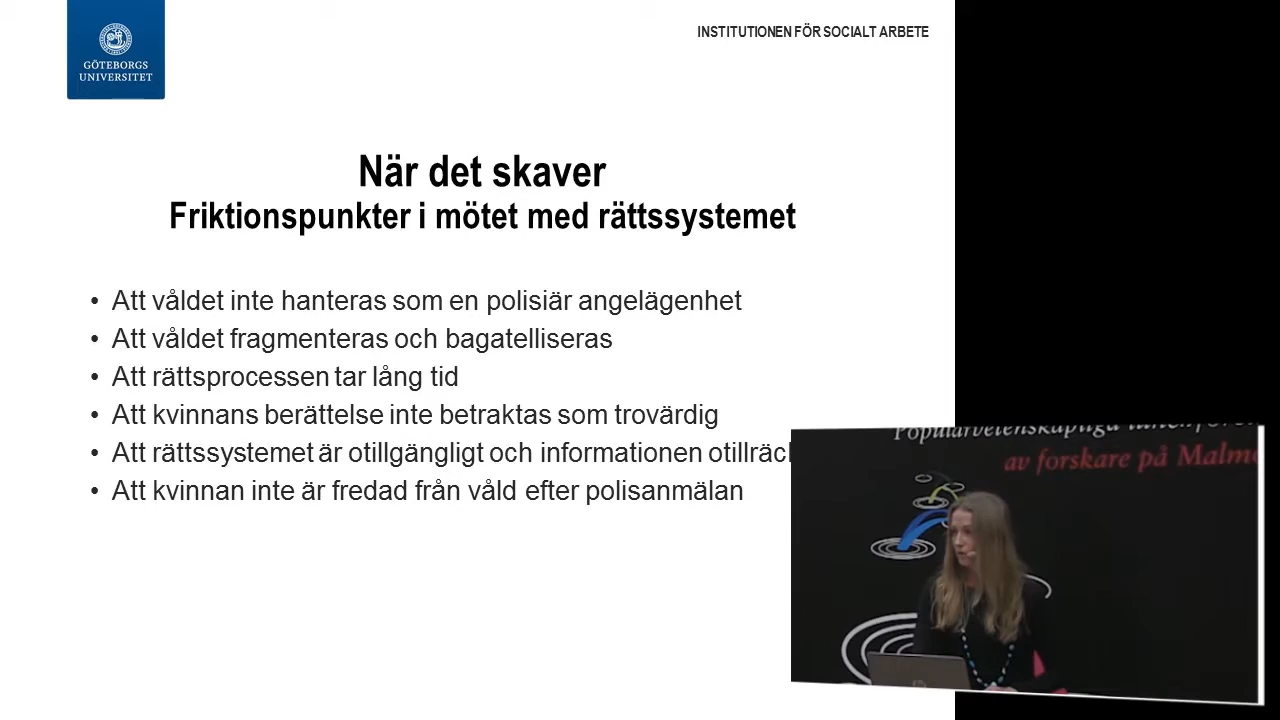 GÖTEBORGS
UNIVERSITET
INSTITUTIONEN FÖR SOCIALT ARBETE
När det skaver
Friktionspunkter i mötet med rättssystemet
• Att våldet inte hanteras som en polisiär angelägenhet
• Att våldet fragmenteras och bagatelliseras
• Att rättsprocessen tar lång tid
• Att kvinnans berättelse inte betraktas som trovärdig
• Att rättssystemet är otillgängligt och informationen
• Att kvinnan inte är fredad från våld efter polisanmälan
Populärvetenskapliga
av forskare på